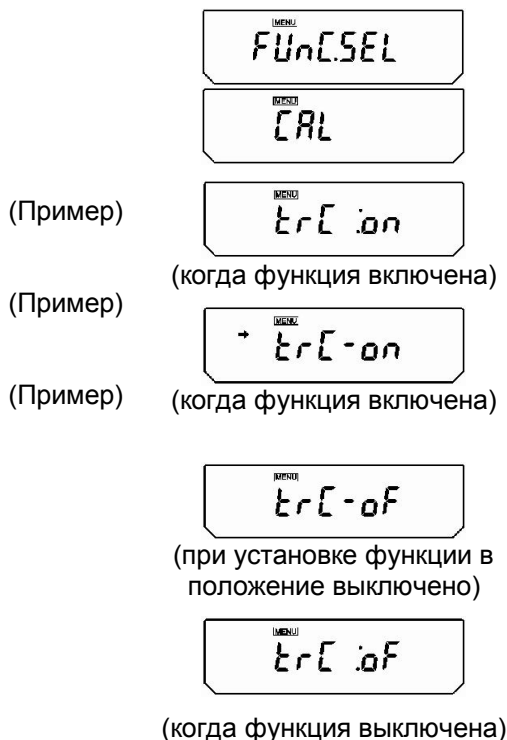 MENU
FUnC.SEL
MENU
CAL
(Пример)
MENU
trC :on
(когда функция включена)
(Пример)
MENU
→ trC-on
(Пример)
(когда функция включена)
MENU
trC-oF
(при установке функции в
положение выключено)
MENU
trC :oF
(когда функция выключена)